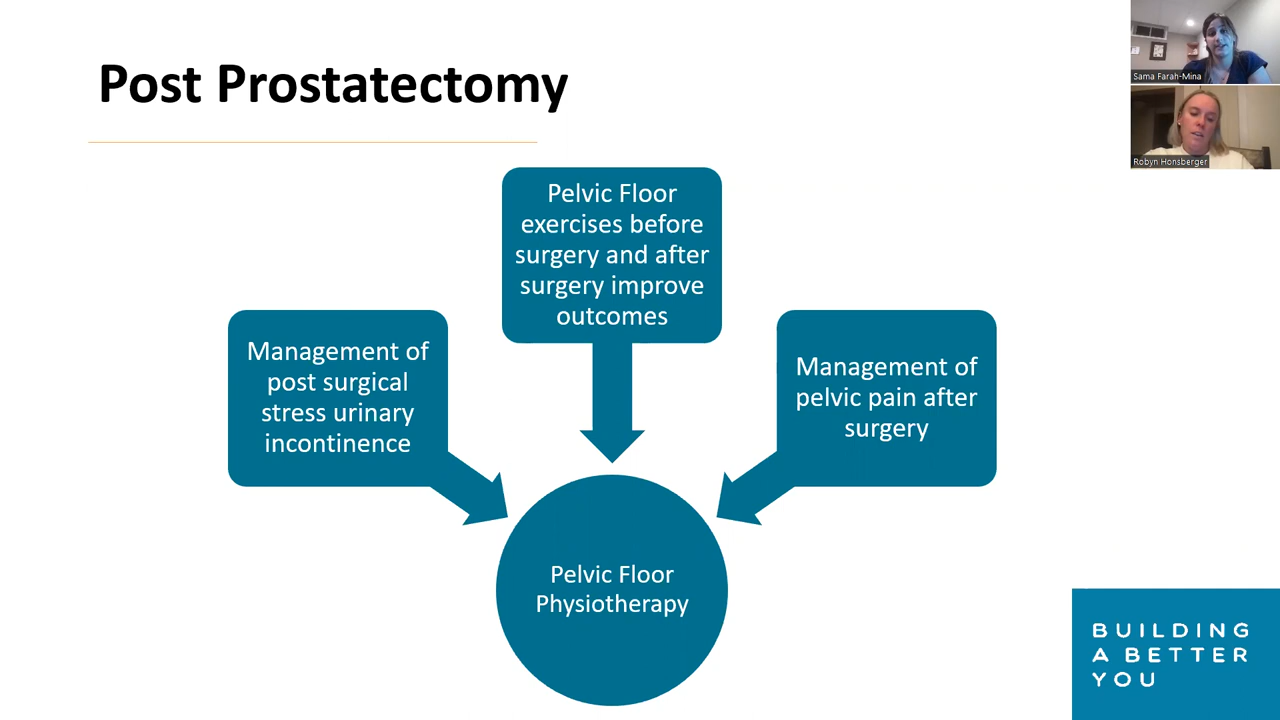 Post Prostatectomy
Sama Farah-Mina
Robyn Honsberger
Pelvic Floor
exercises before
surgery and after
surgery improve
outcomes
Management of
post surgical
stress urinary
incontinence
Management of
pelvic pain after
surgery
Pelvic Floor
Physiotherapy
BUILDING
A BETTER
YOU